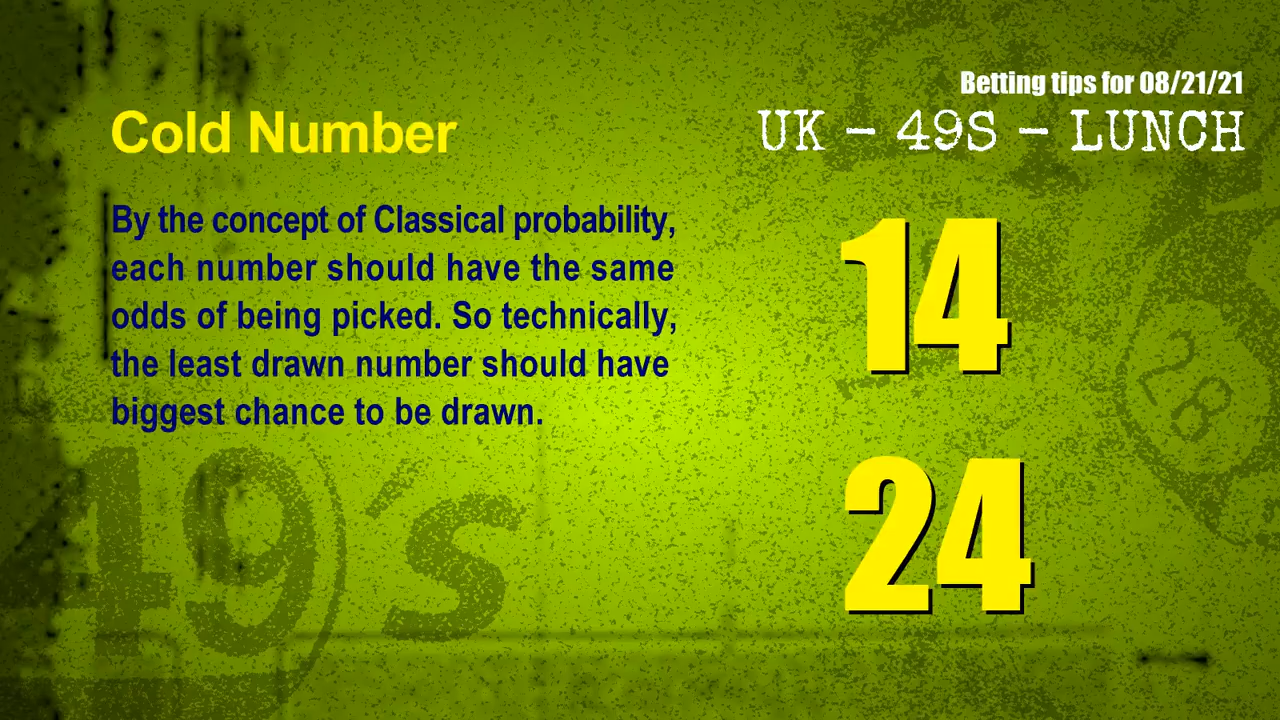 Betting tips for 08/21/21
UK - 49S - LUNCH
Cold Number
By the concept of Classical probability,
each number should have the same
odds of being picked. So technically,
the least drawn number should have
biggest chance to be drawn.
14
24
28
49's